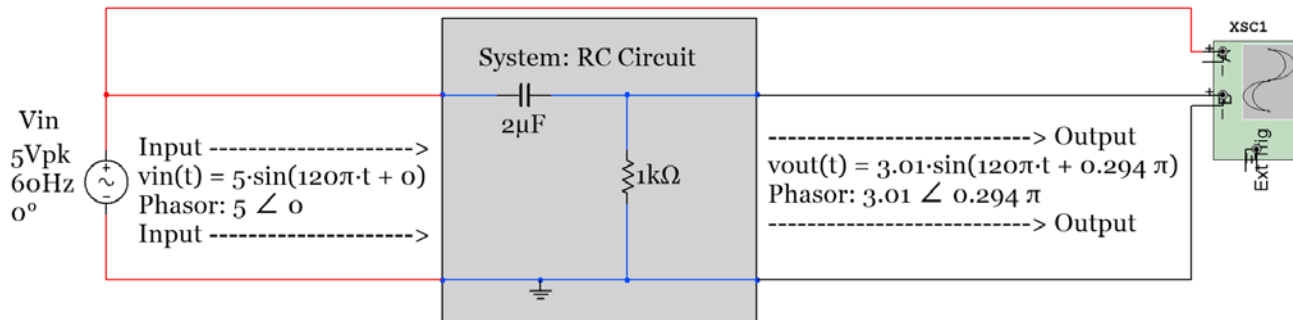 XSC1
System: RC Circuit
+
A
−
+
B
−
2µF
Vin
5Vpk
60Hz
0°
+
~
−
Input -------------------->
vin(t) = 5·sin(120π·t + 0)
Phasor: 5 ∠ 0
Input -------------------->
1kΩ
------------------------> Output
vout(t) = 3.01·sin(120π·t + 0.294 π)
Phasor: 3.01 ∠ 0.294 π
------------------------> Output
Ext Trig